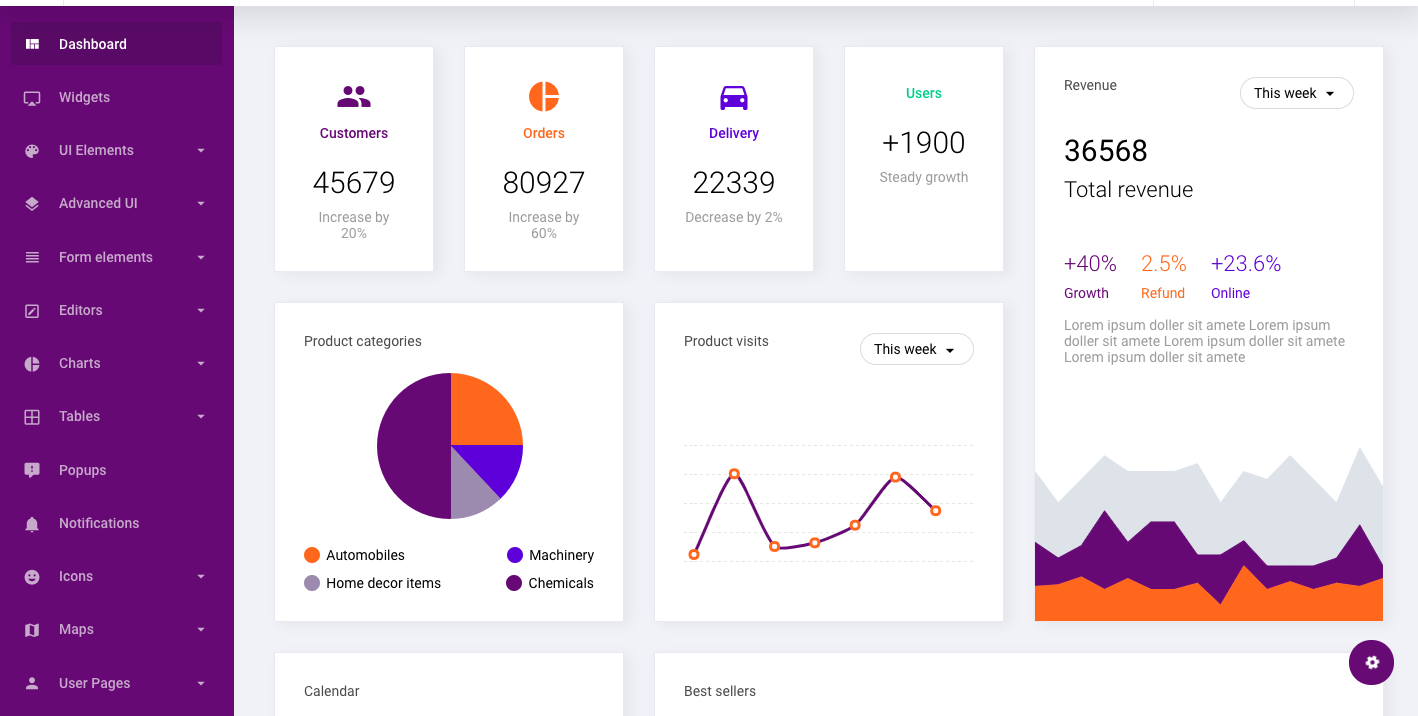 Dashboard
Widgets
UI Elements
Advanced UI
Form elements
Editors
Charts
Tables
Popups
Notifications
Icons
Maps
User Pages
Customers
45679
Increase by
20%
Orders
80927
Increase by
60%
Delivery
22339
Decrease by 2%
Users
+1900
Steady growth
Revenue
This week
36568
Total revenue
+40% 2.5% +23.6%
Growth Refund Online
Lorem ipsum doller sit amete Lorem ipsum
doller sit amete Lorem ipsum doller sit amete
Lorem ipsum doller sit amete
Product categories
Automobiles Machinery
Home decor items Chemicals
Product visits
This week
Calendar
Best sellers